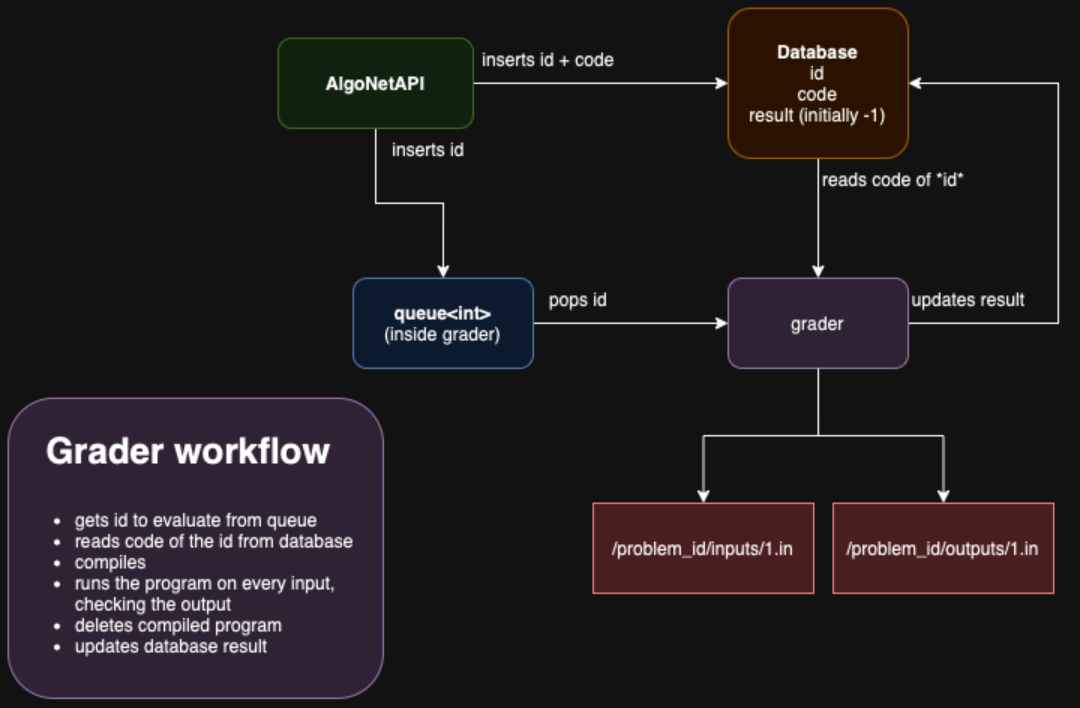 AlgoNetAPI
inserts id + code
Database
id
code
result (initially -1)
inserts id
reads code of *id*
queue<int>
(inside grader)
pops id
grader
updates result
Grader workflow
• gets id to evaluate from queue
• reads code of the id from database
• compiles
• runs the program on every input,
checking the output
• deletes compiled program
• updates database result
/problem_id/inputs/1.in
/problem_id/outputs/1.in